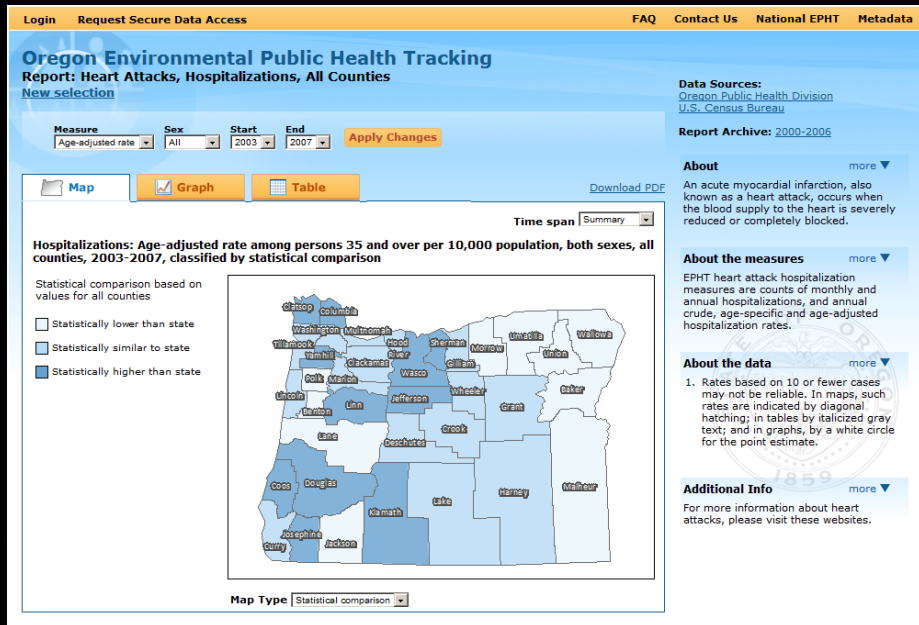 Login Request Secure Data Access FAQ Contact Us National EPHT Metadata
Oregon Environmental Public Health Tracking
Report: Heart Attacks, Hospitalizations, All Counties
New selection
Measure Sex Start End
Age-adjusted rate All 2003 2007 Apply Changes
Map Graph Table Download PDF
Time span Summary
Hospitalizations: Age-adjusted rate among persons 35 and over per 10,000 population, both sexes, all
counties, 2003-2007, classified by statistical comparison
Statistical comparison based on
values for all counties
Statistically lower than state
Statistically similar to state
Statistically higher than state
Clatsop Columbia
Washington Multnomah
Tillamook Hood River Sherman Morrow Umatilla Wallowa
Yamhill Clackamas Gilliam Union
Polk Marion Wasco
Lincoln Linn Jefferson Wheeler Baker
Benton Grant
Lane Crook
Deschutes
Coos Douglas Lake Harney Malheur
Klamath
Josephine
Curry Jackson
Map Type Statistical comparison
Data Sources:
Oregon Public Health Division
U.S. Census Bureau
Report Archive: 2000-2006
About more
An acute myocardial infarction, also
known as a heart attack, occurs when
the blood supply to the heart is severely
reduced or completely blocked.
About the measures more
EPHT heart attack hospitalization
measures are counts of monthly and
annual hospitalizations, and annual
crude, age-specific and age-adjusted
hospitalization rates.
About the data more
1. Rates based on 10 or fewer cases
may not be reliable. In maps, such
rates are indicated by diagonal
hatching; in tables by italicized gray
text; and in graphs, by a white circle
for the point estimate.
1859
Additional Info more
For more information about heart
attacks, please visit these websites.